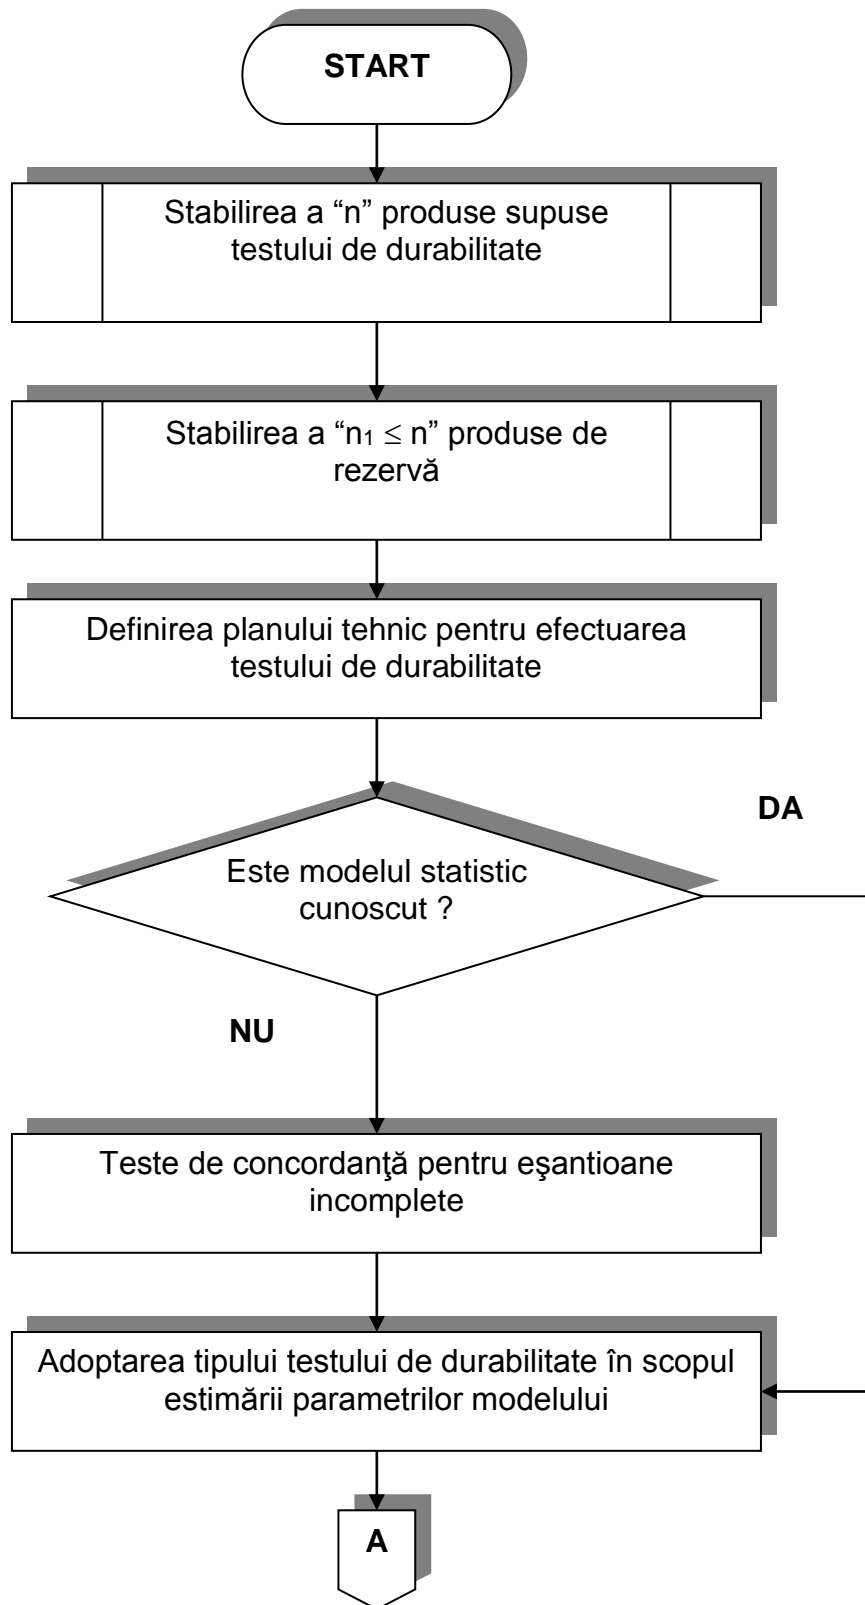 START
Stabilirea a “n” produse supuse
testului de durabilitate
Stabilirea a “n₁ ≤ n” produse de
rezervă
Definirea planului tehnic pentru efectuarea
testului de durabilitate
DA
Este modelul statistic
cunoscut ?
NU
Teste de concordanţă pentru eşantioane
incomplete
Adoptarea tipului testului de durabilitate în scopul
estimării parametrilor modelului
A